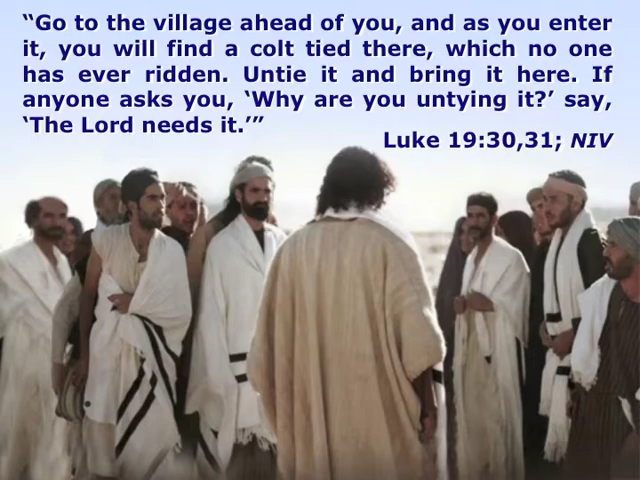 “Go to the village ahead of you, and as you enter
it, you will find a colt tied there, which no one
has ever ridden. Untie it and bring it here. If
anyone asks you, ‘Why are you untying it?’ say,
‘The Lord needs it.’”
Luke 19:30,31; NIV